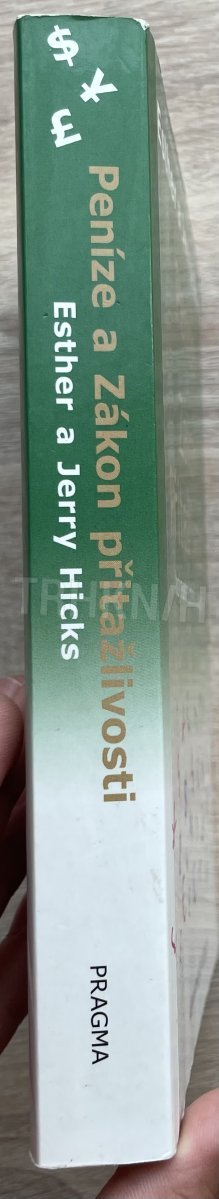 $ ¥ £
Peníze a Zákon přitažlivosti
Esther a Jerry Hicks
PRAGMA